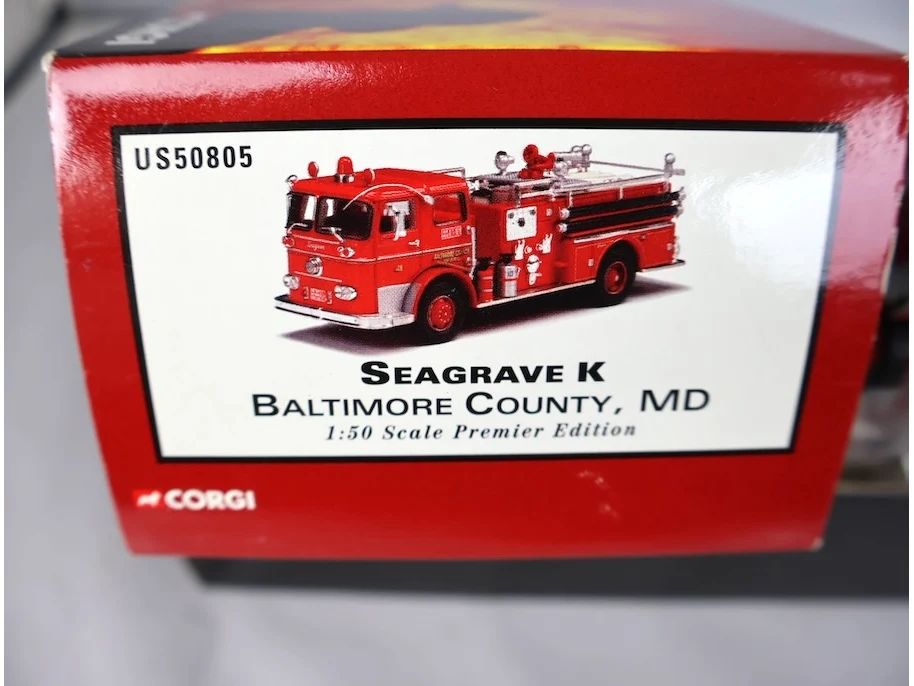 US50805
SEAGRAVE K
BALTIMORE COUNTY, MD
1:50 Scale Premier Edition
CORGI